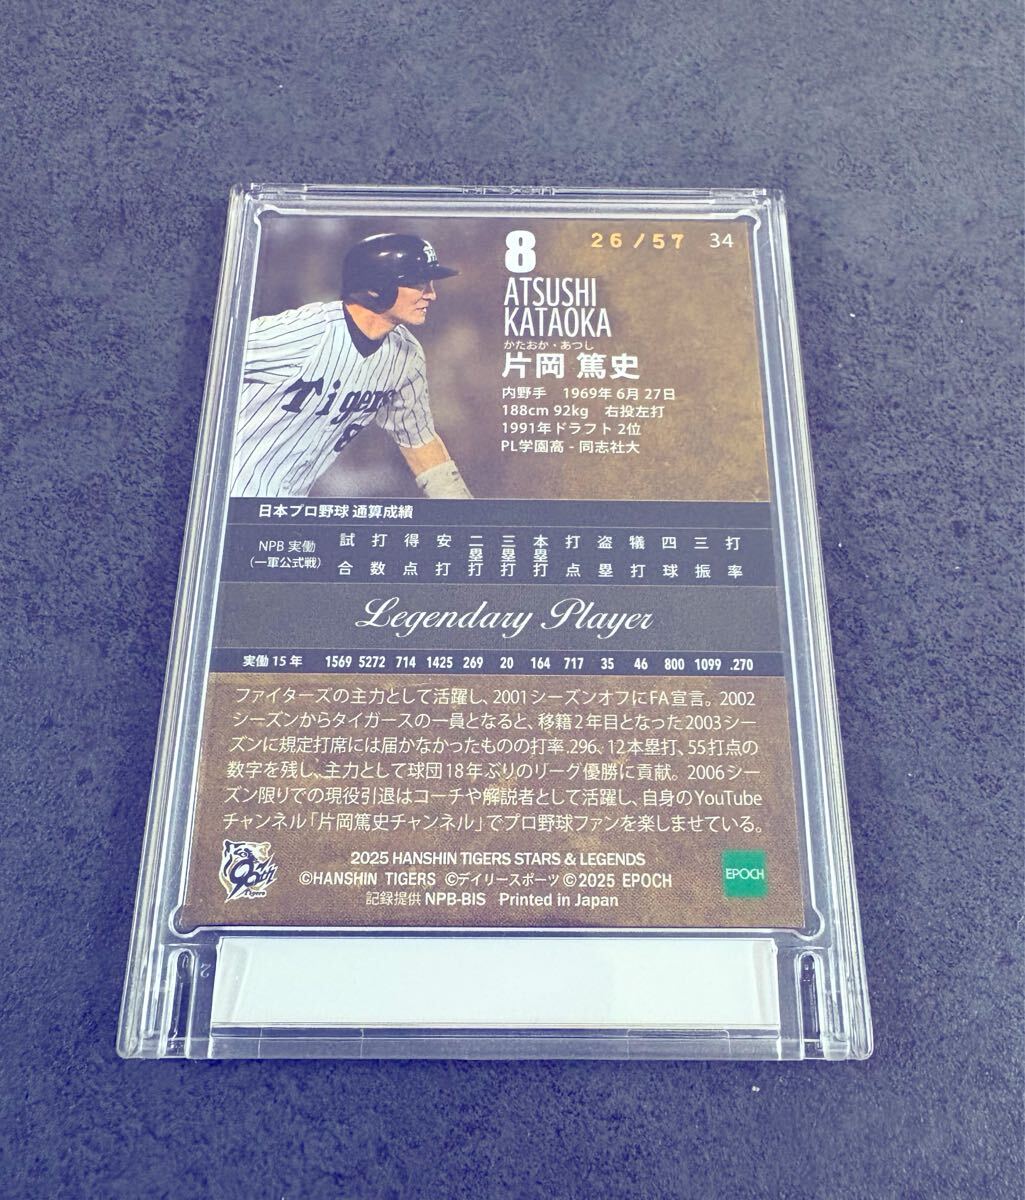 8
26/57 34
ATSUSHI
KATAOKA
かたおか・あつし
片岡 篤史
内野手 1969年 6月 27日
188cm 92kg 右投左打
1991年ドラフト 2位
PL学園高 - 同志社大
Tigers
8
日本プロ野球 通算成績
NPB 実働
(一軍公式戦)
試合 打数 得点 安打 二塁打 三塁打 本塁打 打点 盗塁 犠打 四球 三振 打率
Legendary Player
実働 15 年 1569 5272 714 1425 269 20 164 717 35 46 800 1099 .270
ファイターズの主力として活躍し、2001シーズンオフにFA宣言。2002
シーズンからタイガースの一員となると、移籍2年目となった2003シー
ズンに規定打席には届かなかったものの打率.296、12本塁打、55打点の
数字を残し、主力として球団18年ぶりのリーグ優勝に貢献。2006シー
ズン限りでの現役引退はコーチや解説者として活躍し、自身のYouTube
チャンネル「片岡篤史チャンネル」でプロ野球ファンを楽しませている。
90th
Tigers
2025 HANSHIN TIGERS STARS & LEGENDS
©HANSHIN TIGERS ©デイリースポーツ ©2025 EPOCH
記録提供 NPB-BIS Printed in Japan
EPOCH